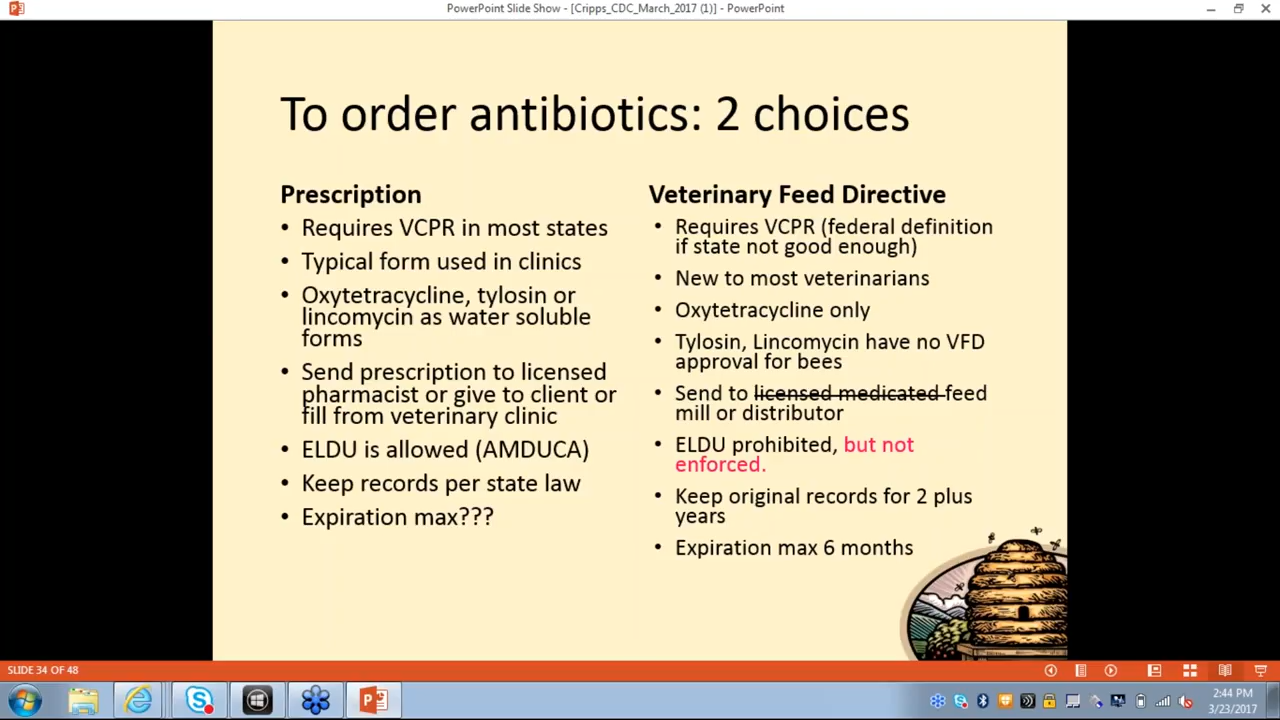 PowerPoint Slide Show - [Cripps_CDC_March_2017 (1)] - PowerPoint
To order antibiotics: 2 choices
Prescription
• Requires VCPR in most states
• Typical form used in clinics
• Oxytetracycline, tylosin or
lincomycin as water soluble
forms
• Send prescription to licensed
pharmacist or give to client or
fill from veterinary clinic
• ELDU is allowed (AMDUCA)
• Keep records per state law
• Expiration max???
Veterinary Feed Directive
• Requires VCPR (federal definition
if state not good enough)
• New to most veterinarians
• Oxytetracycline only
• Tylosin, Lincomycin have no VFD
approval for bees
• Send to licensed medicated feed
mill or distributor
• ELDU prohibited, but not
enforced.
• Keep original records for 2 plus
years
• Expiration max 6 months
SLIDE 34 OF 48
2:44 PM
3/23/2017